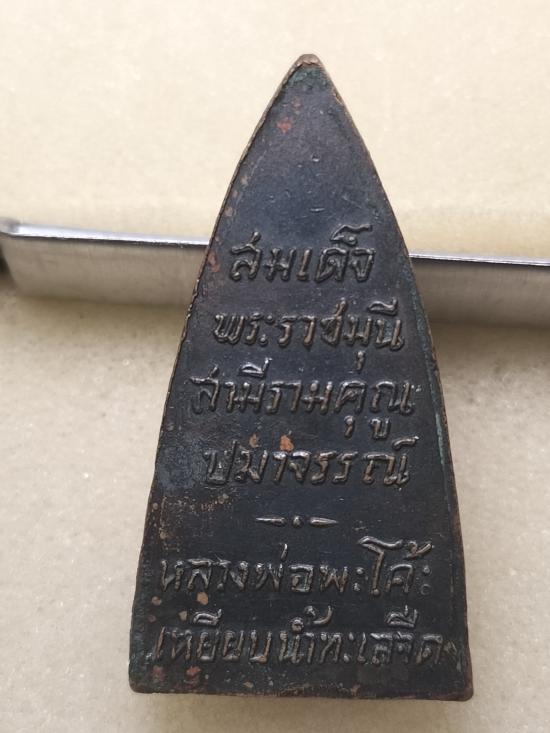 สมเด็จ
พระราชมุนี
สามีรามคุณู
ปมาจรรณ์
หลวงพ่อพะโค๊ะ
เหยียบน้ำทะเลจืด